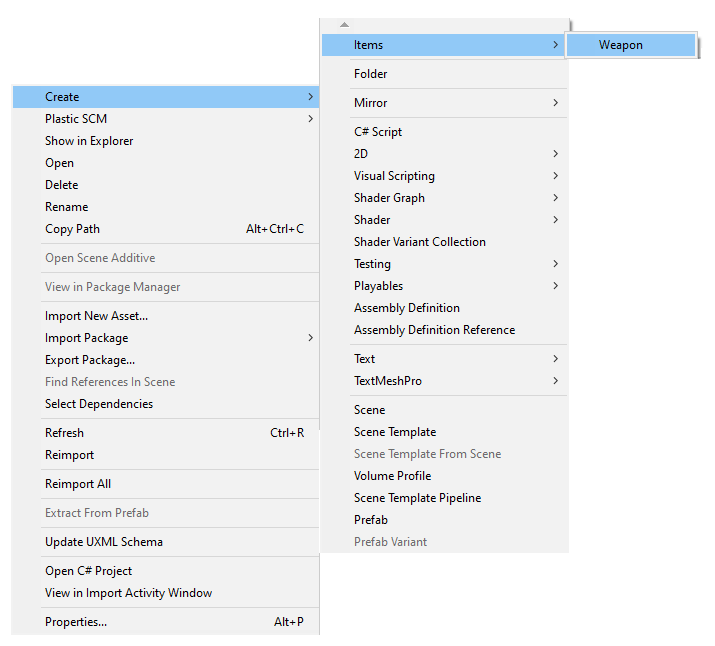 Create
Plastic SCM
Show in Explorer
Open
Delete
Rename
Copy Path Alt+Ctrl+C
Open Scene Additive
View in Package Manager
Import New Asset...
Import Package
Export Package...
Find References In Scene
Select Dependencies
Refresh Ctrl+R
Reimport
Reimport All
Extract From Prefab
Update UXML Schema
Open C# Project
View in Import Activity Window
Properties... Alt+P
Items
Folder
Mirror
C# Script
2D
Visual Scripting
Shader Graph
Shader
Shader Variant Collection
Testing
Playables
Assembly Definition
Assembly Definition Reference
Text
TextMeshPro
Scene
Scene Template
Scene Template From Scene
Volume Profile
Scene Template Pipeline
Prefab
Prefab Variant
Weapon